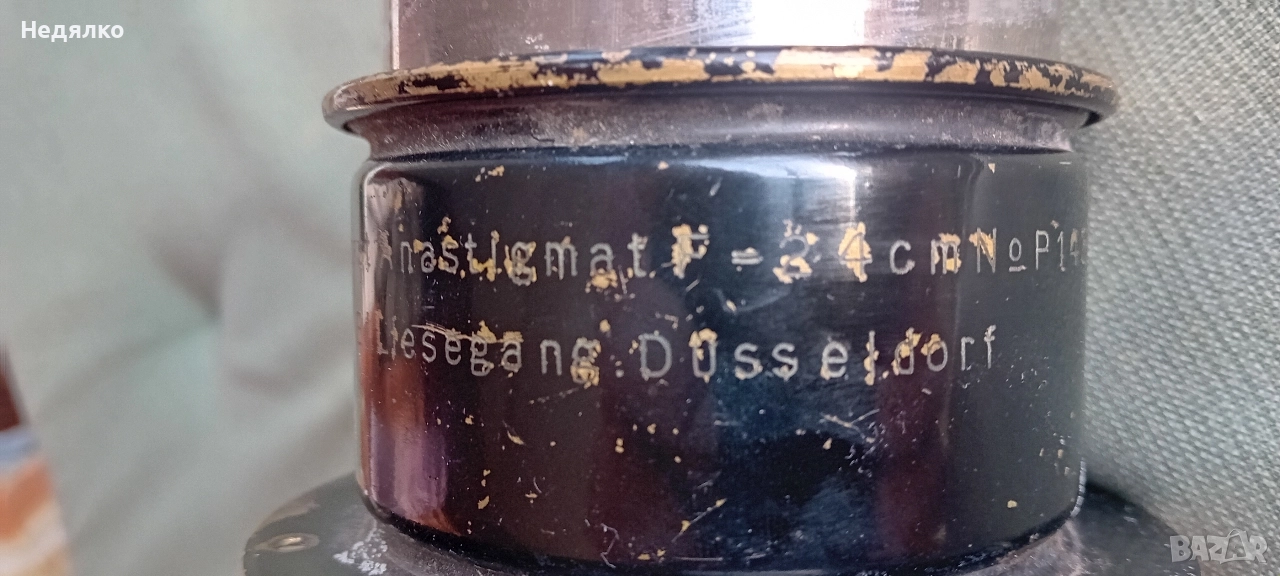 Недялко
Anastigmat F = 24 cm No P14
Liesegang. Düsseldorf
BAZAR